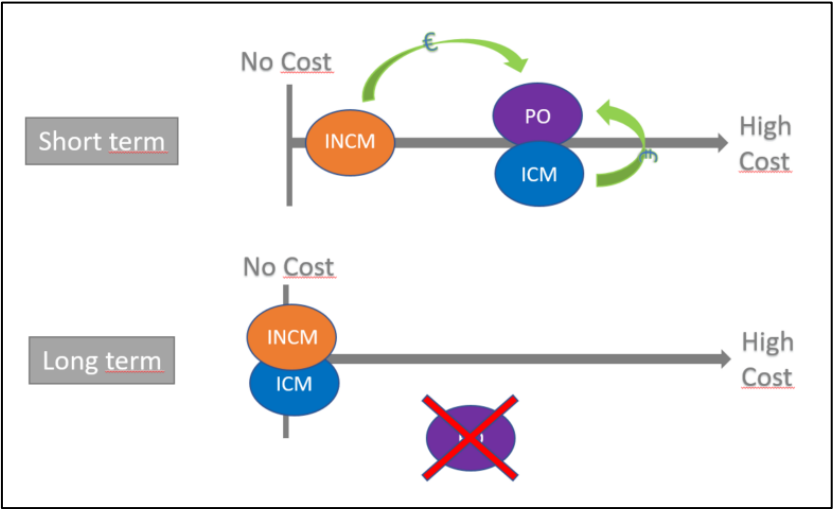 No Cost
€
Short term
INCM
PO
ICM
€
High
Cost
No Cost
Long term
INCM
ICM
High
Cost